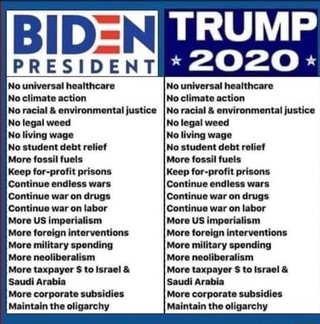 BIDEN
PRESIDENT
No universal healthcare
No climate action
No racial & environmental justice
No legal weed
No living wage
No student debt relief
More fossil fuels
Keep for-profit prisons
Continue endless wars
Continue war on drugs
Continue war on labor
More US imperialism
More foreign interventions
More military spending
More neoliberalism
More taxpayer $ to Israel &
Saudi Arabia
More corporate subsidies
Maintain the oligarchy
TRUMP
★ 2020 ★
No universal healthcare
No climate action
No racial & environmental justice
No legal weed
No living wage
No student debt relief
More fossil fuels
Keep for-profit prisons
Continue endless wars
Continue war on drugs
Continue war on labor
More US imperialism
More foreign interventions
More military spending
More neoliberalism
More taxpayer $ to Israel &
Saudi Arabia
More corporate subsidies
Maintain the oligarchy